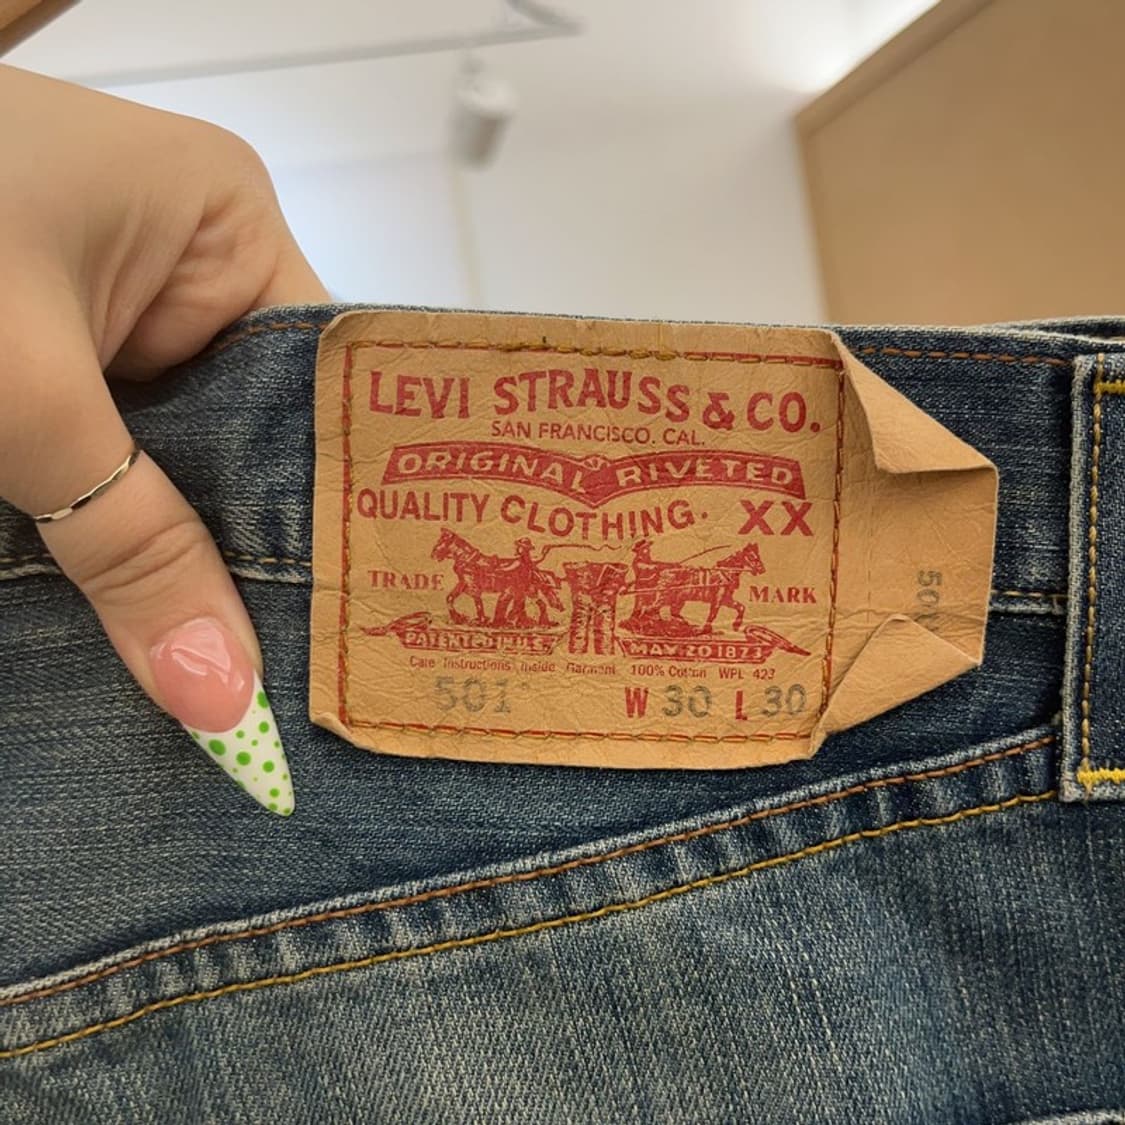 LEVI STRAUSS & CO.
SAN FRANCISCO. CAL.
ORIGINAL RIVETED
QUALITY CLOTHING. XX
TRADE MARK
MAY 20 1873
Care Instructions Inside Garment 100% Cotton WPL 423
501 W 30 L 30